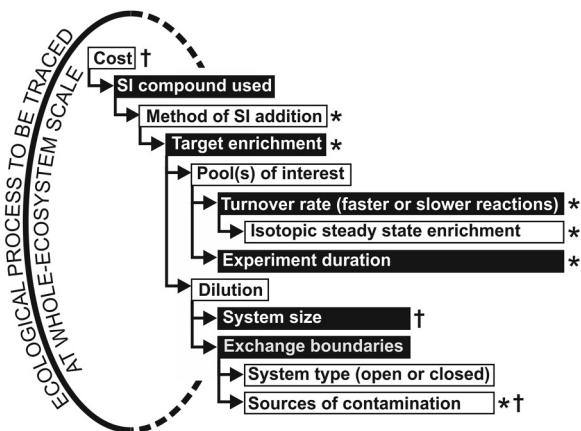 ECOLOGICAL PROCESS TO BE TRACED
AT WHOLE-ECOSYSTEM SCALE
Cost †
SI compound used
Method of SI addition *
Target enrichment *
Pool(s) of interest
Turnover rate (faster or slower reactions) *
Isotopic steady state enrichment *
Experiment duration *
Dilution
System size †
Exchange boundaries
System type (open or closed)
Sources of contamination *†